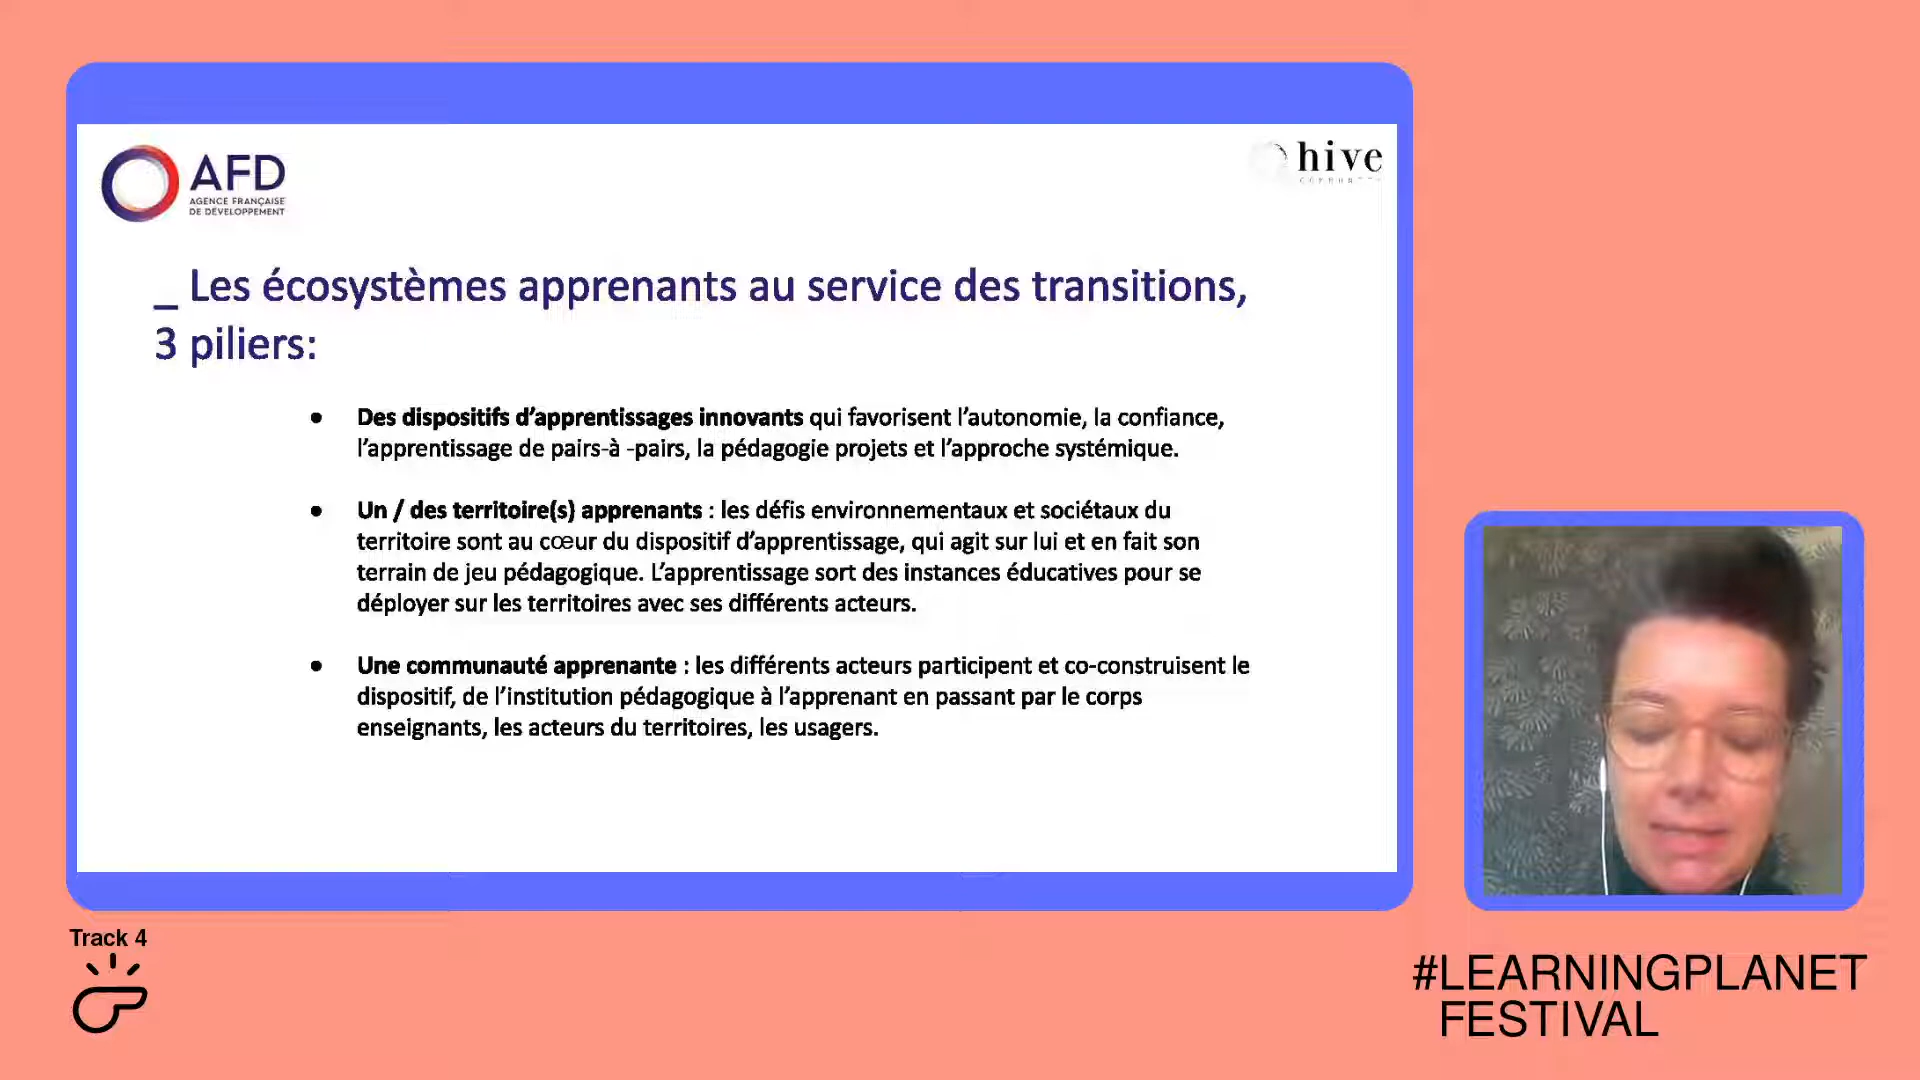 AFD
AGENCE FRANÇAISE
DE DÉVELOPPEMENT
hive
_ Les écosystèmes apprenants au service des transitions,
3 piliers:
● Des dispositifs d’apprentissages innovants qui favorisent l’autonomie, la confiance,
l’apprentissage de pairs-à -pairs, la pédagogie projets et l’approche systémique.
● Un / des territoire(s) apprenants : les défis environnementaux et sociétaux du
territoire sont au cœur du dispositif d’apprentissage, qui agit sur lui et en fait son
terrain de jeu pédagogique. L’apprentissage sort des instances éducatives pour se
déployer sur les territoires avec ses différents acteurs.
● Une communauté apprenante : les différents acteurs participent et co-construisent le
dispositif, de l’institution pédagogique à l’apprenant en passant par le corps
enseignants, les acteurs du territoires, les usagers.
Track 4
#LEARNINGPLANET
FESTIVAL